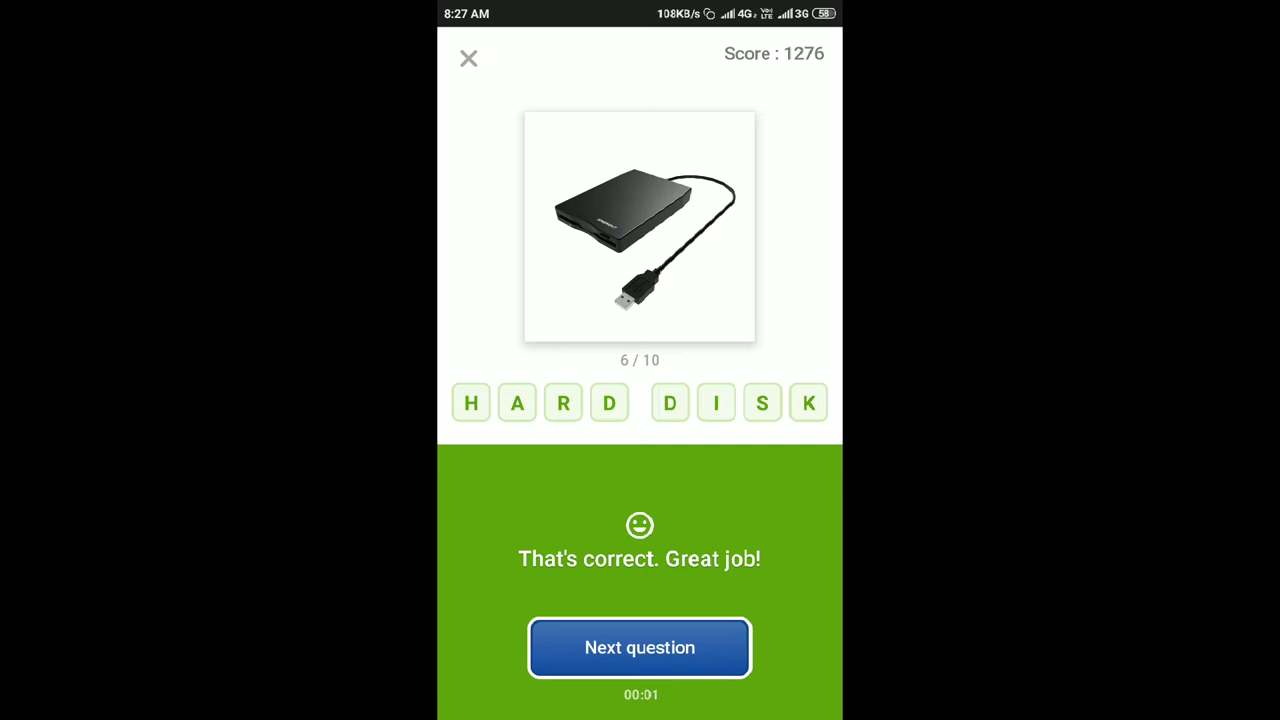 8:27 AM 108KB/s 4G VoLTE 3G 58
Score : 1276
6 / 10
H A R D D I S K
That's correct. Great job!
Next question
00:01